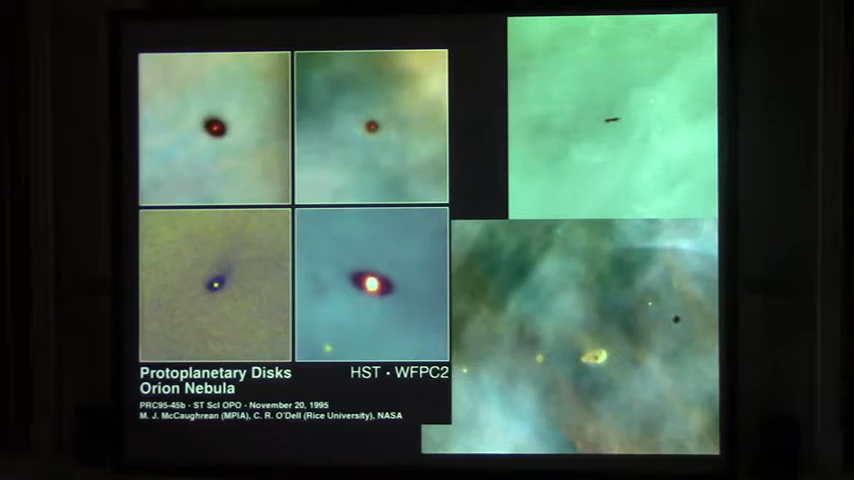 Protoplanetary Disks
Orion Nebula
HST · WFPC2
PRC95-45b - ST ScI OPO - November 20, 1995
M. J. McCaughrean (MPIA), C. R. O'Dell (Rice University), NASA